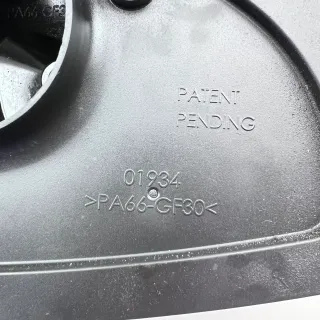 PATENT
PENDING
01934
>PA66-GF30<